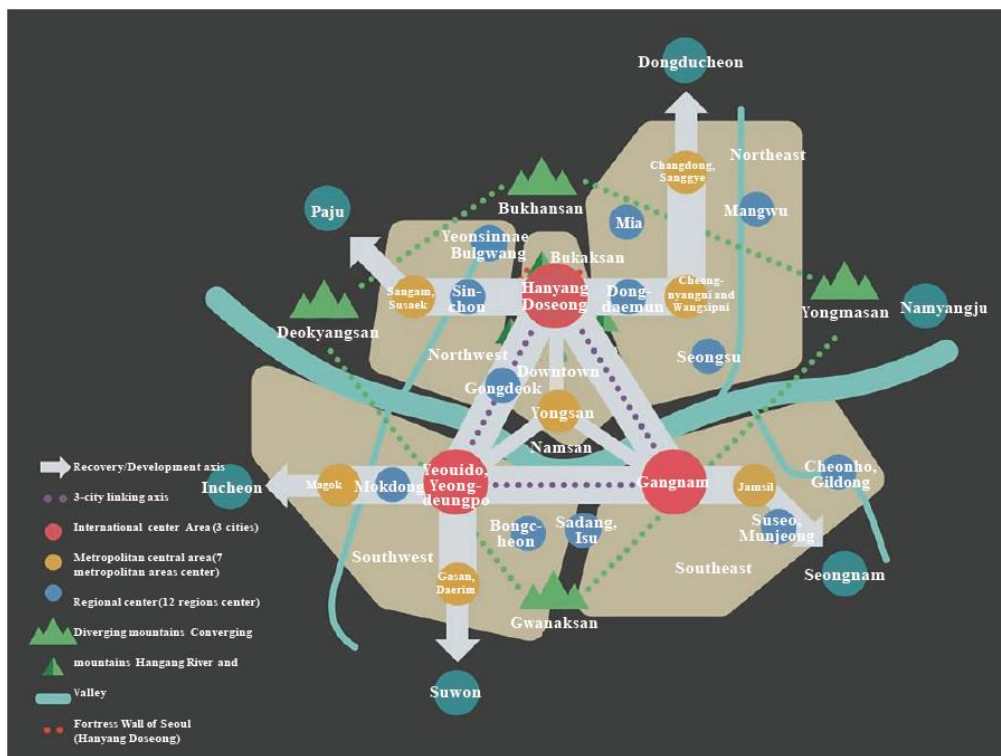 Dongducheon
Changdong,
Sanggye
Northeast
Bukhansan
Paju
Mia
Mangwu
Yeonsinnae
Bulgwang
Bukaksan
Sangam,
Susaek
Sin-
chon
Hanyang
Doseong
Dong-
daemun
Cheoung-
nyangni and
Wangsipni
Deokyangsan
Yongmasan
Namyangju
Northwest
Downtown
Seongsu
Gongdeok
Yongsan
Namsan
Recovery/Development axis
Incheon
Magok
Mokdong
Yeouido,
Yeong-
deungpo
Gangnam
Jamsil
Cheonho,
Gildong
3-city linking axis
International center Area (3 cities)
Bongc-
heon
Sadang,
Isu
Suseo,
Munjeong
Metropolitan central area(7
metropolitan areas center)
Southwest
Gasan,
Daerim
Southeast
Seongnam
Regional center(12 regions center)
Gwanaksan
Diverging mountains Converging
mountains Hangang River and
Valley
Suwon
Fortress Wall of Seoul
(Hanyang Doseong)